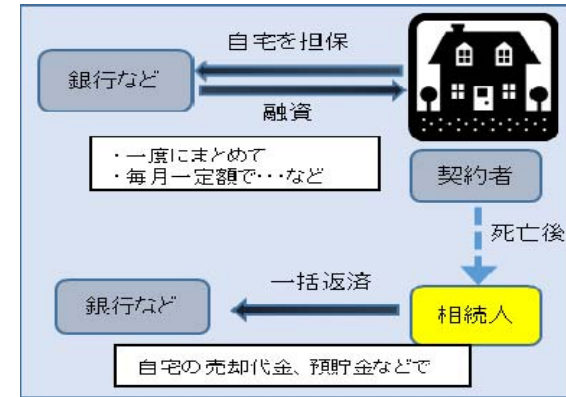 自宅を担保
銀行など
融資
・一度にまとめて
・毎月一定額で・・・など
契約者
死亡後
一括返済
銀行など
相続人
自宅の売却代金、預貯金などで